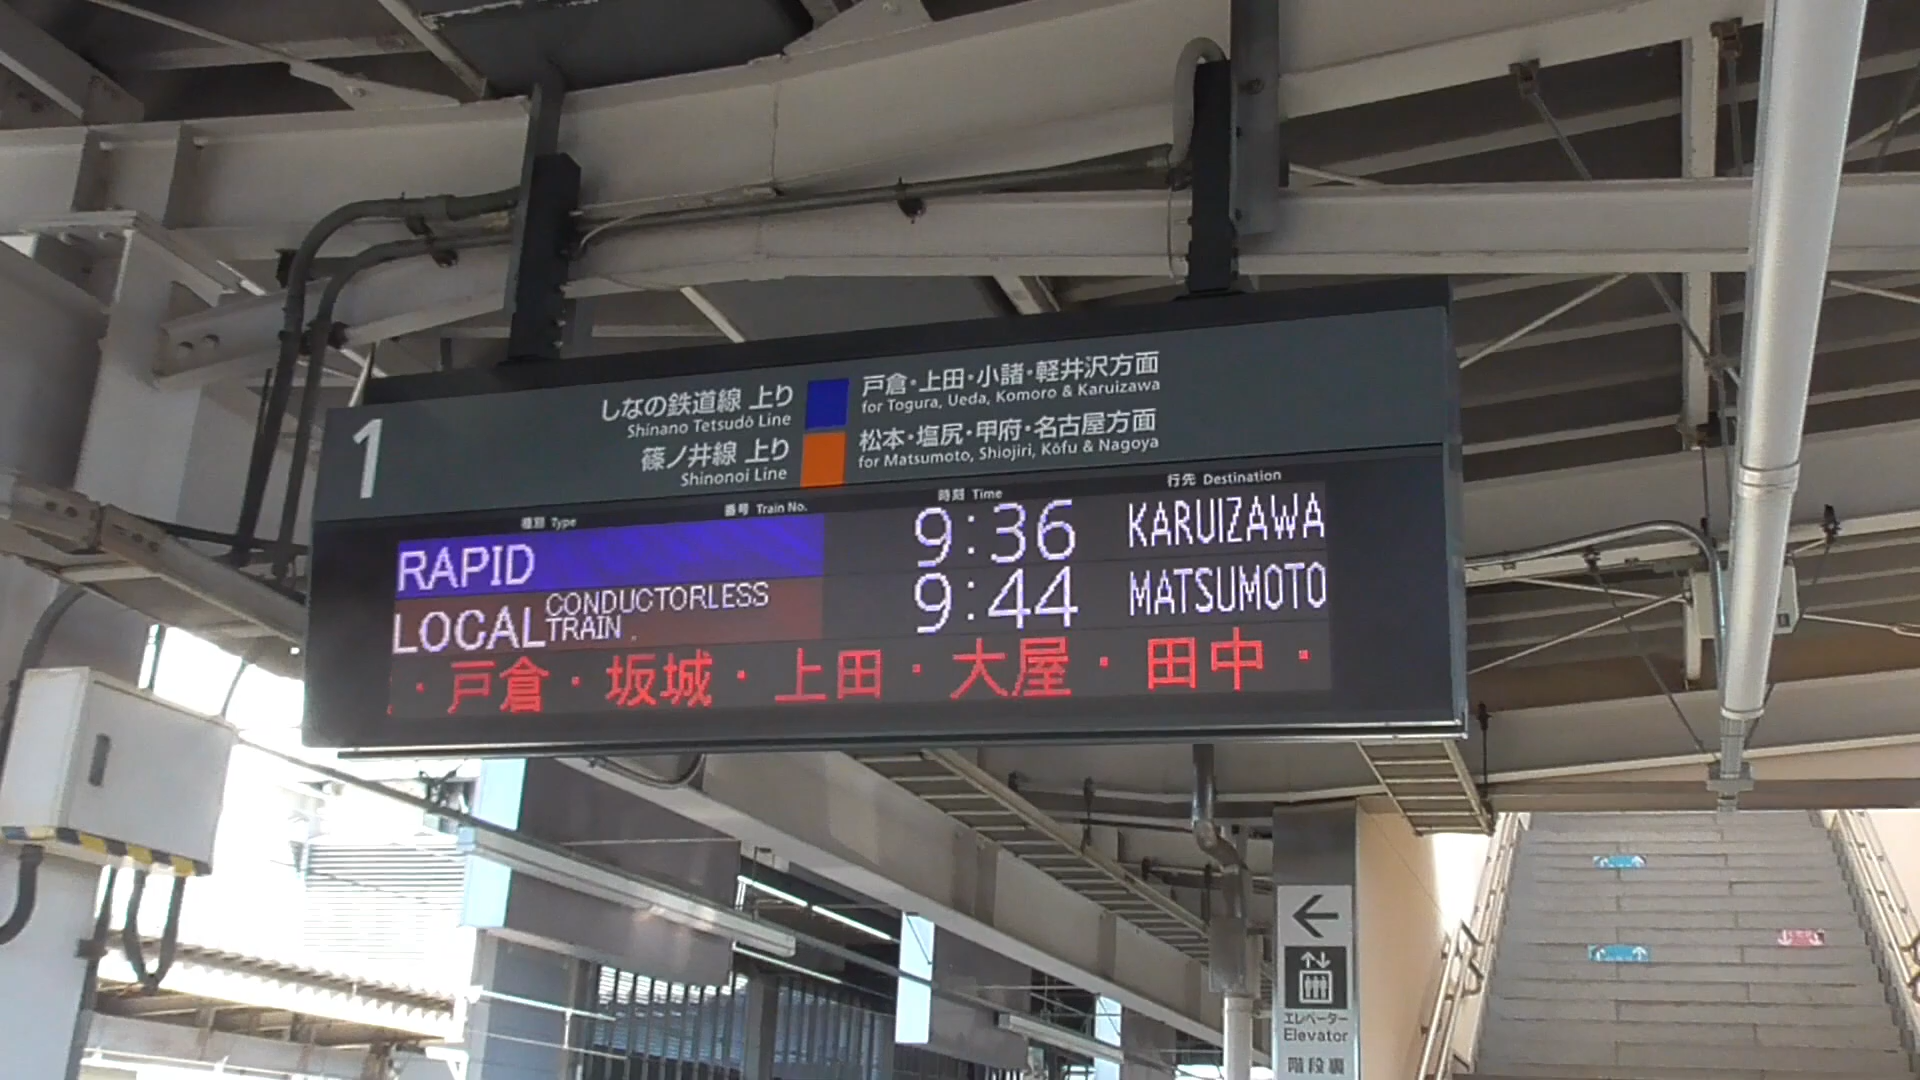 1
しなの鉄道線 上り
Shinano Tetsudō Line
戸倉・上田・小諸・軽井沢方面
for Togura, Ueda, Komoro & Karuizawa
篠ノ井線 上り
Shinonoi Line
松本・塩尻・甲府・名古屋方面
for Matsumoto, Shiojiri, Kōfu & Nagoya
種別 Type 番号 Train No. 時刻 Time 行先 Destination
RAPID 9:36 KARUIZAWA
LOCAL CONDUCTORLESS TRAIN 9:44 MATSUMOTO
・戸倉・坂城・上田・大屋・田中・
←
エレベーター
Elevator
階段裏